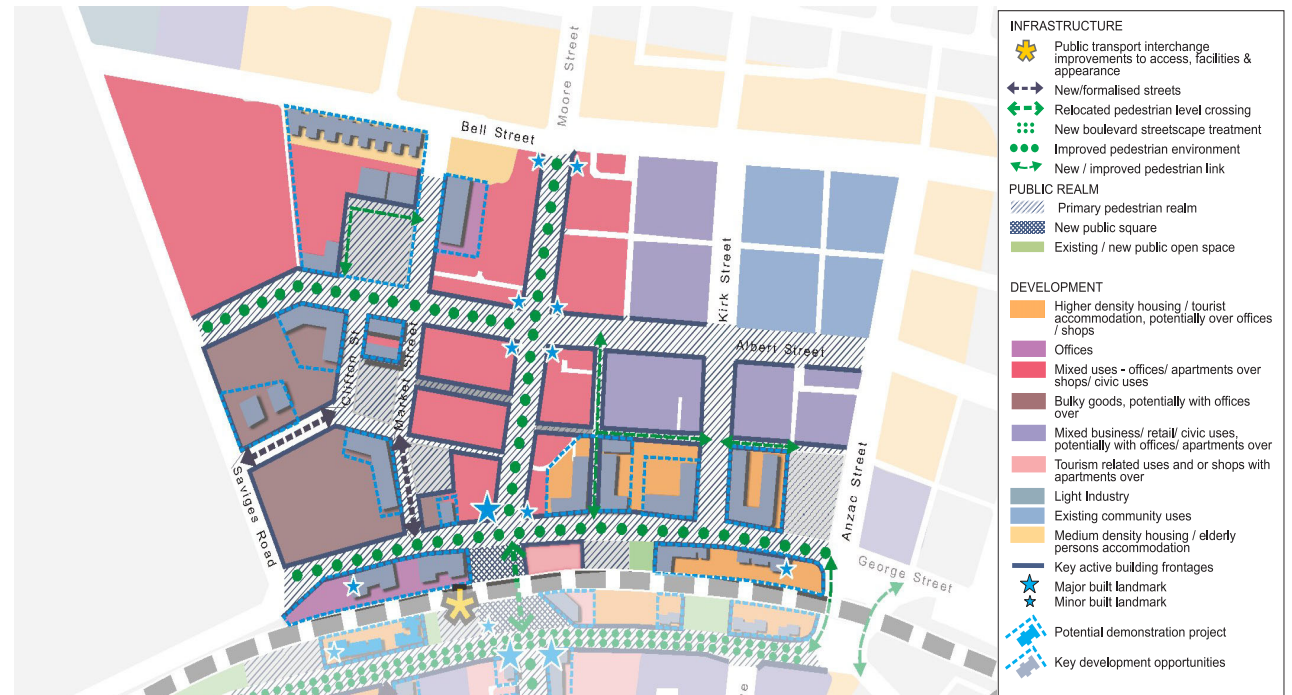 Moore Street
Bell Street
Kirk Street
Albert Street
Clifton St
Market Street
Saviges Road
Anzac Street
George Street
INFRASTRUCTURE
Public transport interchange
improvements to access, facilities &
appearance
New/formalised streets
Relocated pedestrian level crossing
New boulevard streetscape treatment
Improved pedestrian environment
New / improved pedestrian link
PUBLIC REALM
Primary pedestrian realm
New public square
Existing / new public open space
DEVELOPMENT
Higher density housing / tourist
accommodation, potentially over offices
/ shops
Offices
Mixed uses - offices/ apartments over
shops/ civic uses
Bulky goods, potentially with offices
over
Mixed business/ retail/ civic uses,
potentially with offices/ apartments over
Tourism related uses and or shops with
apartments over
Light Industry
Existing community uses
Medium density housing / elderly
persons accommodation
Key active building frontages
Major built landmark
Minor built landmark
Potential demonstration project
Key development opportunities